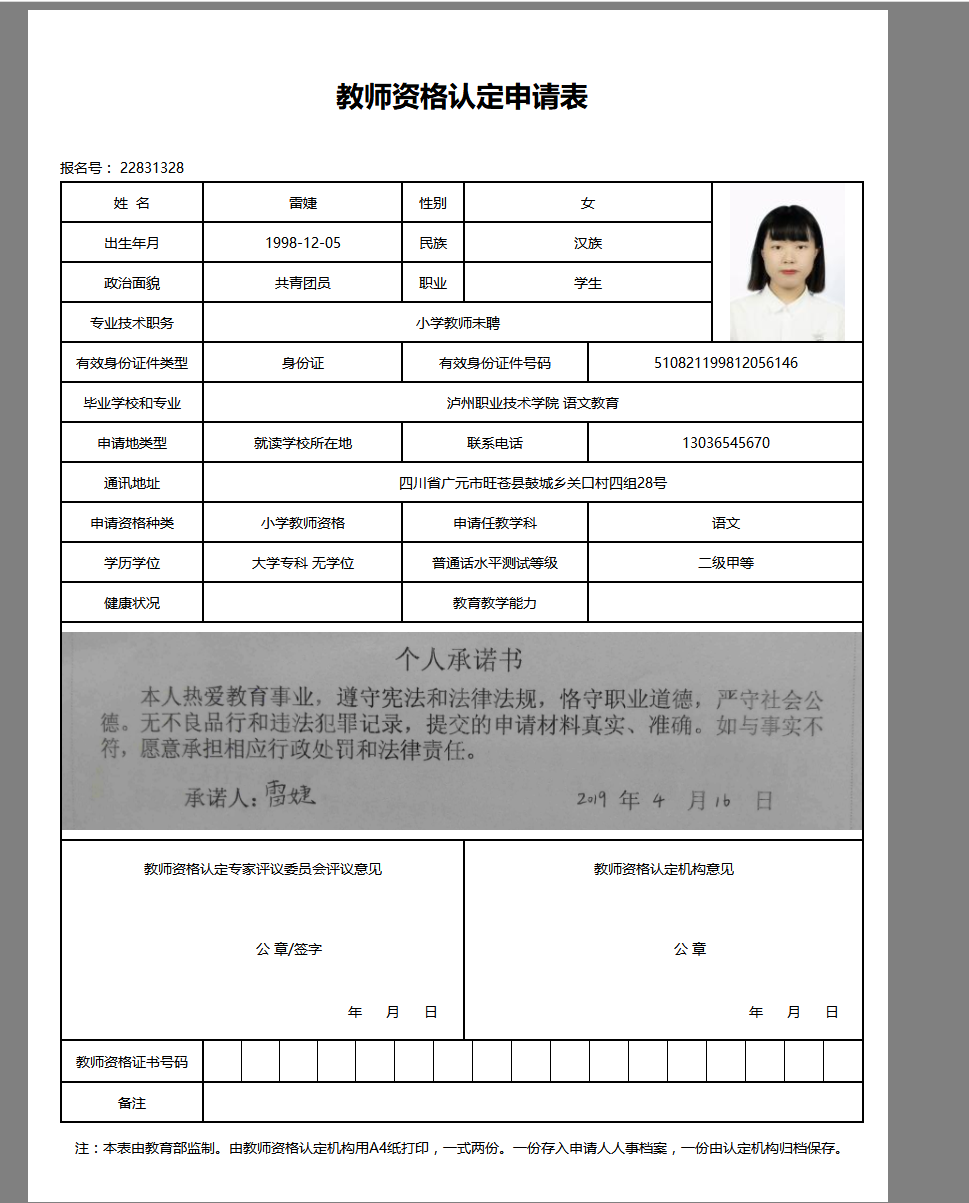 教师资格认定申请表
报名号： 22831328
姓 名 雷婕 性别 女
出生年月 1998-12-05 民族 汉族
政治面貌 共青团员 职业 学生
专业技术职务 小学教师未聘
有效身份证件类型 身份证 有效身份证件号码 510821199812056146
毕业学校和专业 泸州职业技术学院 语文教育
申请地类型 就读学校所在地 联系电话 13036545670
通讯地址 四川省广元市旺苍县鼓城乡关口村四组28号
申请资格种类 小学教师资格 申请任教学科 语文
学历学位 大学专科 无学位 普通话水平测试等级 二级甲等
健康状况 教育教学能力
个人承诺书
本人热爱教育事业，遵守宪法和法律法规，恪守职业道德，严守社会公
德。无不良品行和违法犯罪记录，提交的申请材料真实、准确。如与事实不
符，愿意承担相应行政处罚和法律责任。
承诺人：雷婕 2019 年 4 月 16 日
教师资格认定专家评议委员会评议意见 教师资格认定机构意见
公 章/签字 公 章
年 月 日 年 月 日
教师资格证书号码
备注
注：本表由教育部监制。由教师资格认定机构用A4纸打印，一式两份。一份存入申请人人事档案，一份由认定机构归档保存。